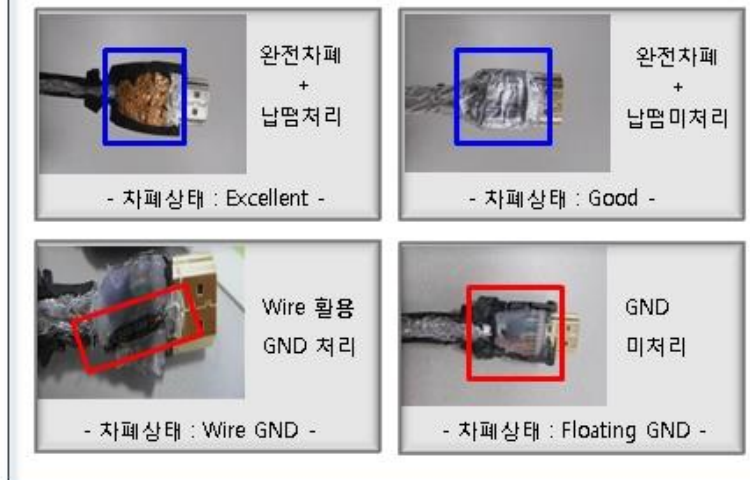 완전차폐
+
납땜처리
- 차폐상태 : Excellent -
완전차폐
+
납땜미처리
- 차폐상태 : Good -
Wire 활용
GND 처리
- 차폐상태 : Wire GND -
GND
미처리
- 차폐상태 : Floating GND -